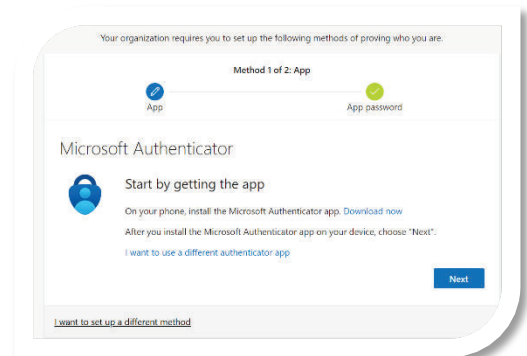 Your organization requires you to set up the following methods of proving who you are.
Method 1 of 2: App
App
App password
Microsoft Authenticator
Start by getting the app
On your phone, install the Microsoft Authenticator app. Download now
After you install the Microsoft Authenticator app on your device, choose "Next".
I want to use a different authenticator app
Next
I want to set up a different method